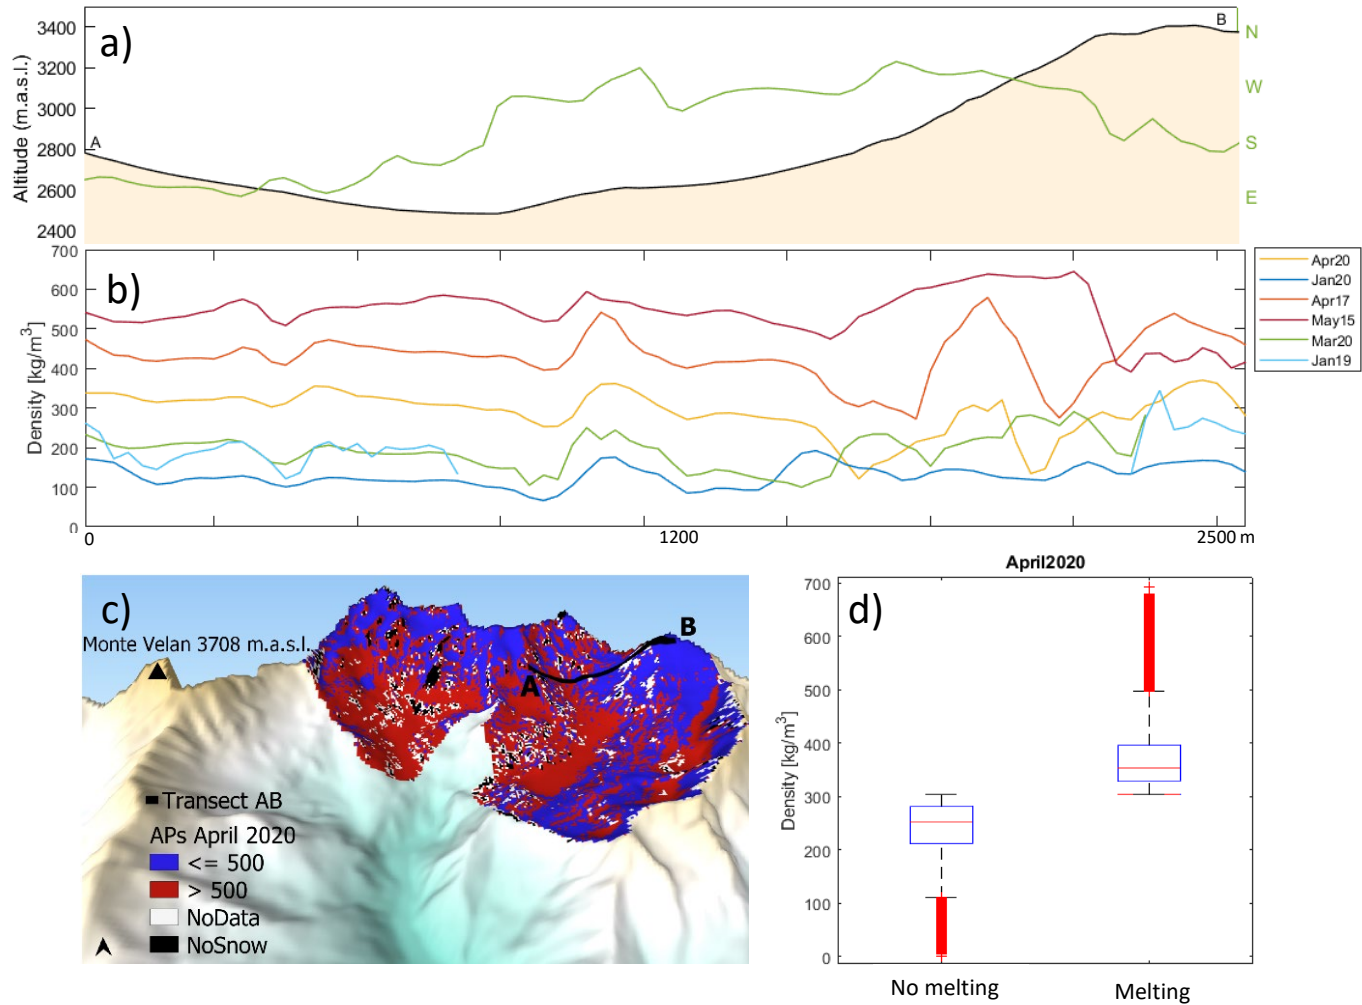 a)
Altitude (m.a.s.l.)
3400
3200
3000
2800
2600
2400
A
B
N
W
S
E
b)
Density [kg/m³]
700
600
500
400
300
200
100
0
0
1200
2500 m
Apr20
Jan20
Apr17
May15
Mar20
Jan19
c)
Monte Velan 3708 m.a.s.l.
A
B
Transect AB
APs April 2020
<= 500
> 500
NoData
NoSnow
April2020
d)
Density [kg/m³]
700
600
500
400
300
200
100
0
No melting
Melting